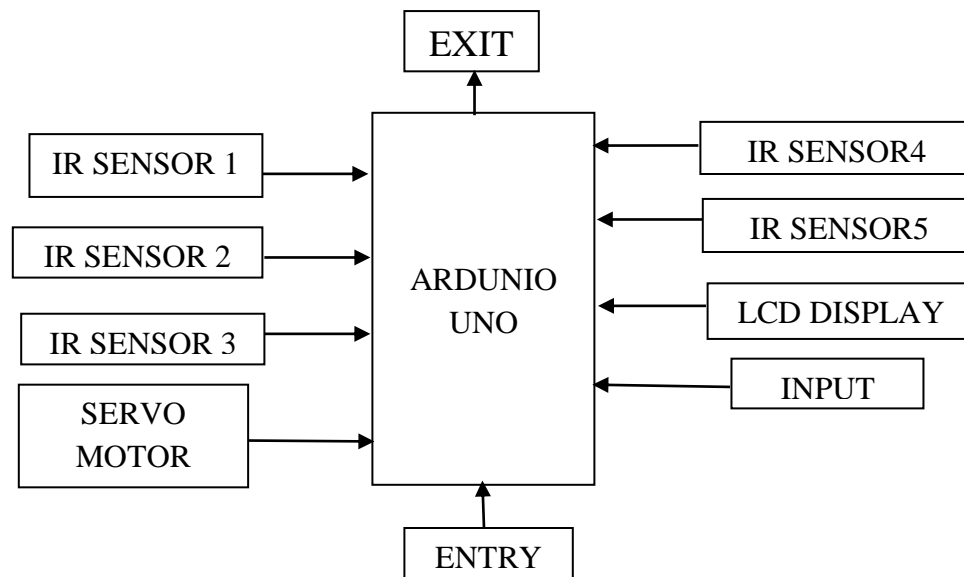 EXIT
IR SENSOR 1
IR SENSOR 2
IR SENSOR 3
SERVO
MOTOR
ARDUNIO
UNO
IR SENSOR4
IR SENSOR5
LCD DISPLAY
INPUT
ENTRY